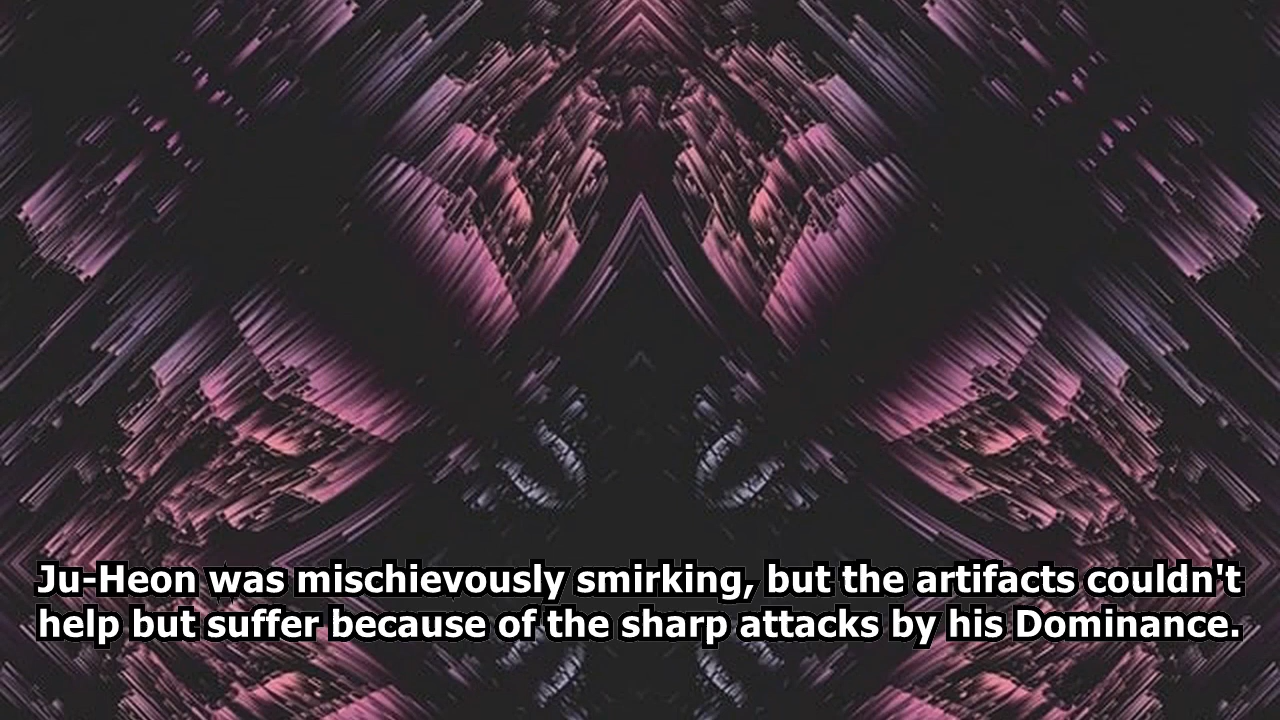 Ju-Heon was mischievously smirking, but the artifacts couldn't
help but suffer because of the sharp attacks by his Dominance.